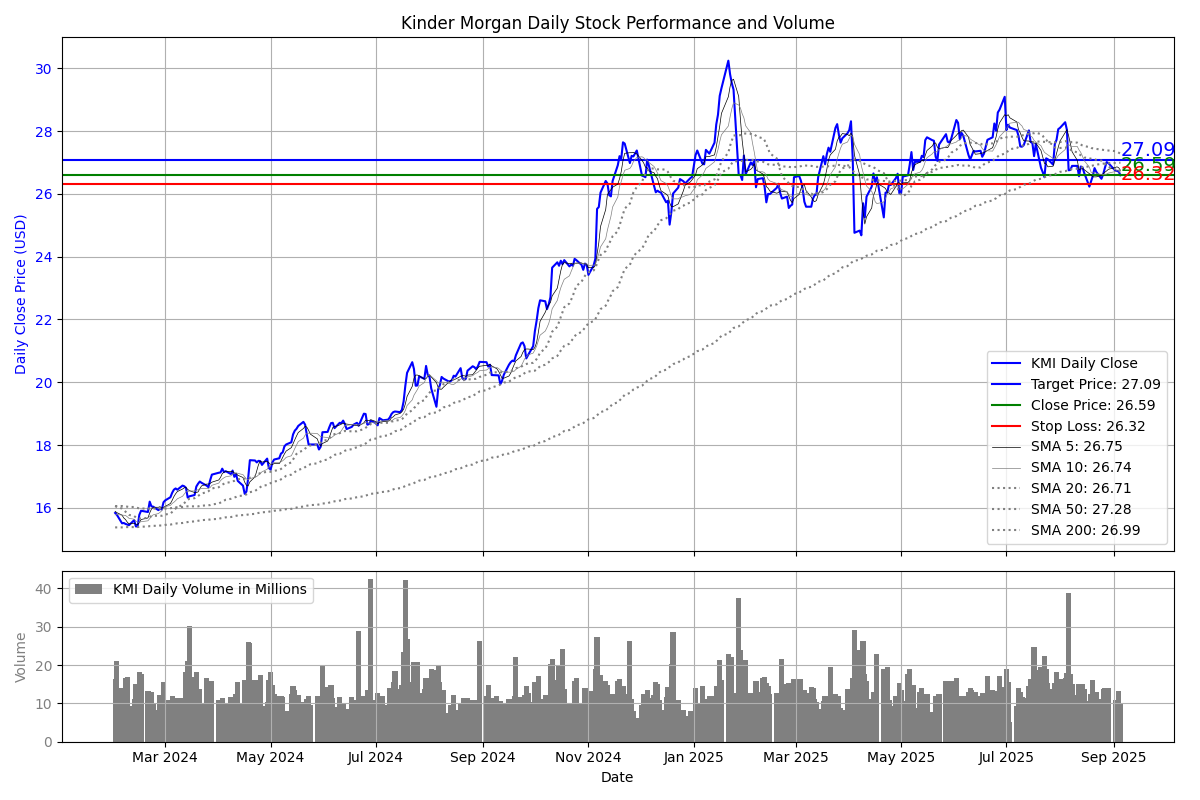 Kinder Morgan Daily Stock Performance and Volume
Daily Close Price (USD)
30
28
26
24
22
20
18
16
27.09
26.59
26.32
KMI Daily Close
Target Price: 27.09
Close Price: 26.59
Stop Loss: 26.32
SMA 5: 26.75
SMA 10: 26.74
SMA 20: 26.71
SMA 50: 27.28
SMA 200: 26.99
KMI Daily Volume in Millions
Volume
40
30
20
10
0
Mar 2024
May 2024
Jul 2024
Sep 2024
Nov 2024
Jan 2025
Mar 2025
May 2025
Jul 2025
Sep 2025
Date